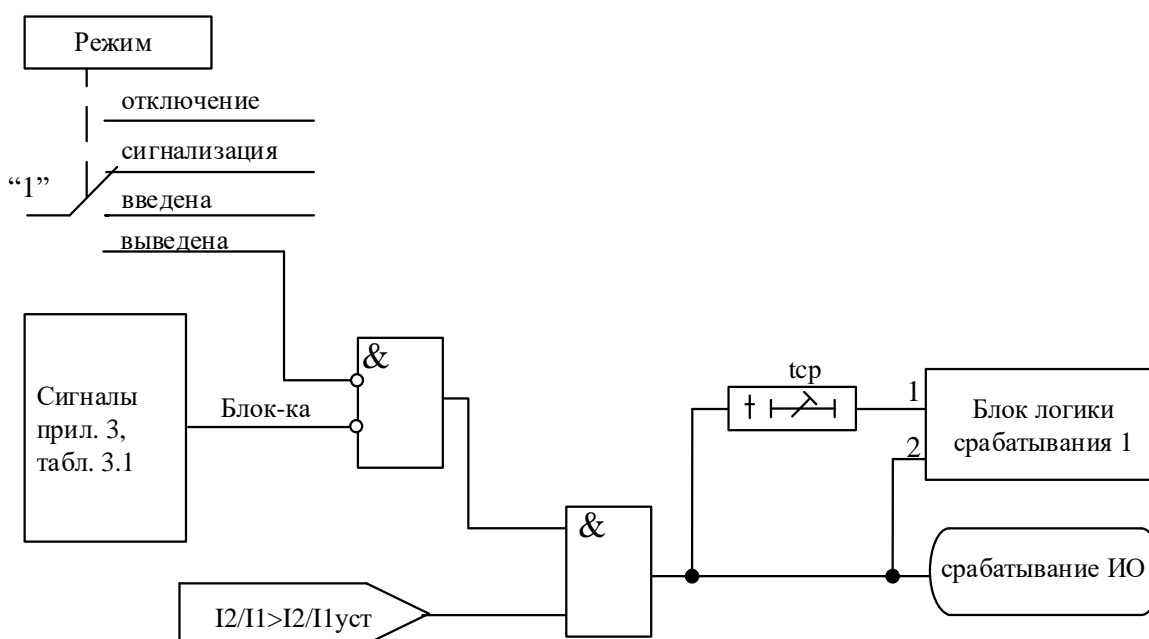 Режим
отключение
сигнализация
“1”
введена
выведена
Сигналы
прил. 3,
табл. 3.1
Блок-ка
&
&
I2/I1>I2/I1уст
tср
1
2
Блок логики
срабатывания 1
срабатывание ИО